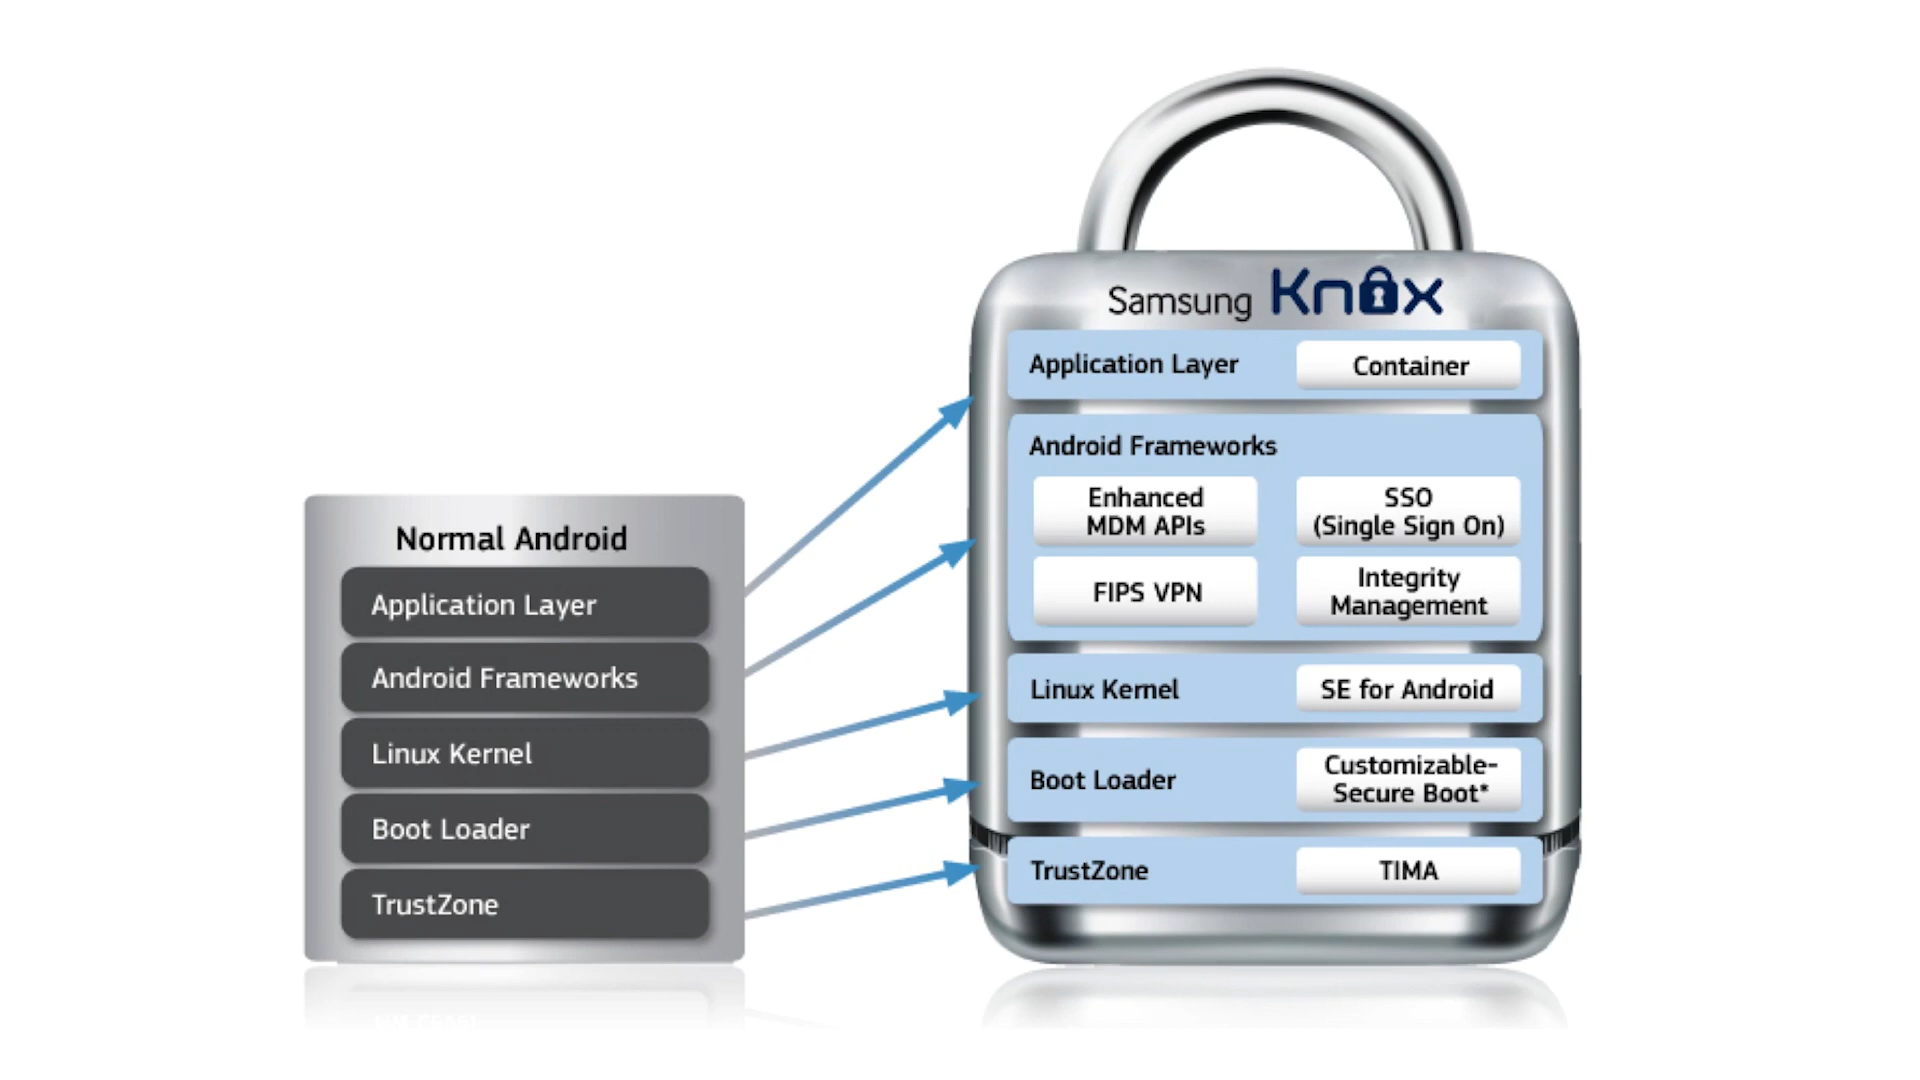 Normal Android
Application Layer
Android Frameworks
Linux Kernel
Boot Loader
TrustZone
Samsung Knox
Application Layer
Container
Android Frameworks
Enhanced
MDM APIs
SSO
(Single Sign On)
FIPS VPN
Integrity
Management
Linux Kernel
SE for Android
Boot Loader
Customizable-
Secure Boot*
TrustZone
TIMA